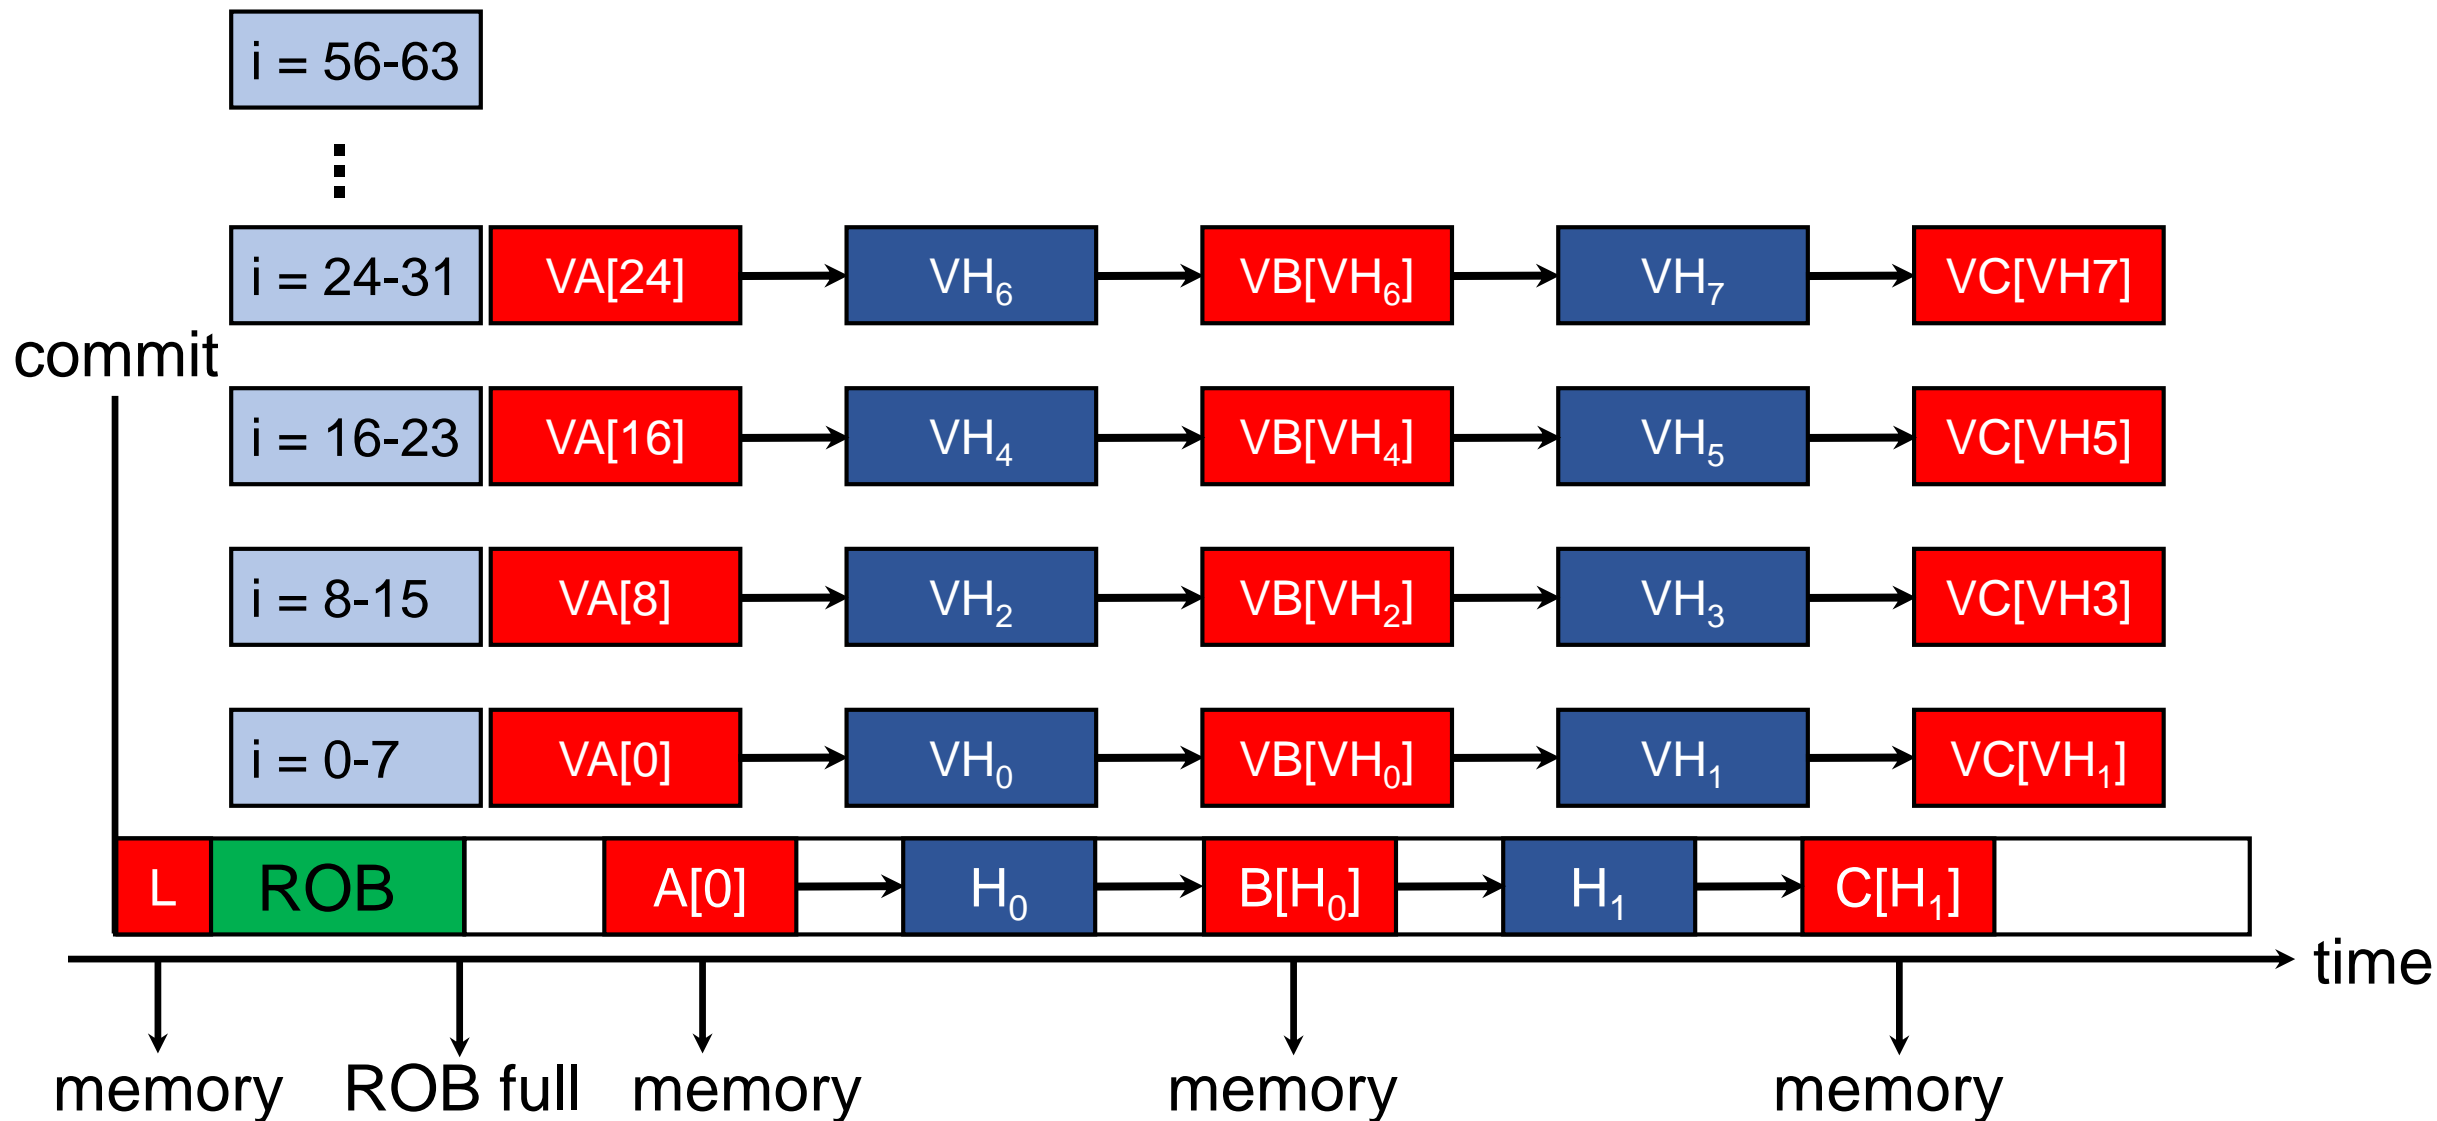 i = 56-63
i = 24-31 VA[24] VH₆ VB[VH₆] VH₇ VC[VH7]
commit
i = 16-23 VA[16] VH₄ VB[VH₄] VH₅ VC[VH5]
i = 8-15 VA[8] VH₂ VB[VH₂] VH₃ VC[VH3]
i = 0-7 VA[0] VH₀ VB[VH₀] VH₁ VC[VH₁]
L ROB A[0] H₀ B[H₀] H₁ C[H₁]
time
memory ROB full memory memory memory